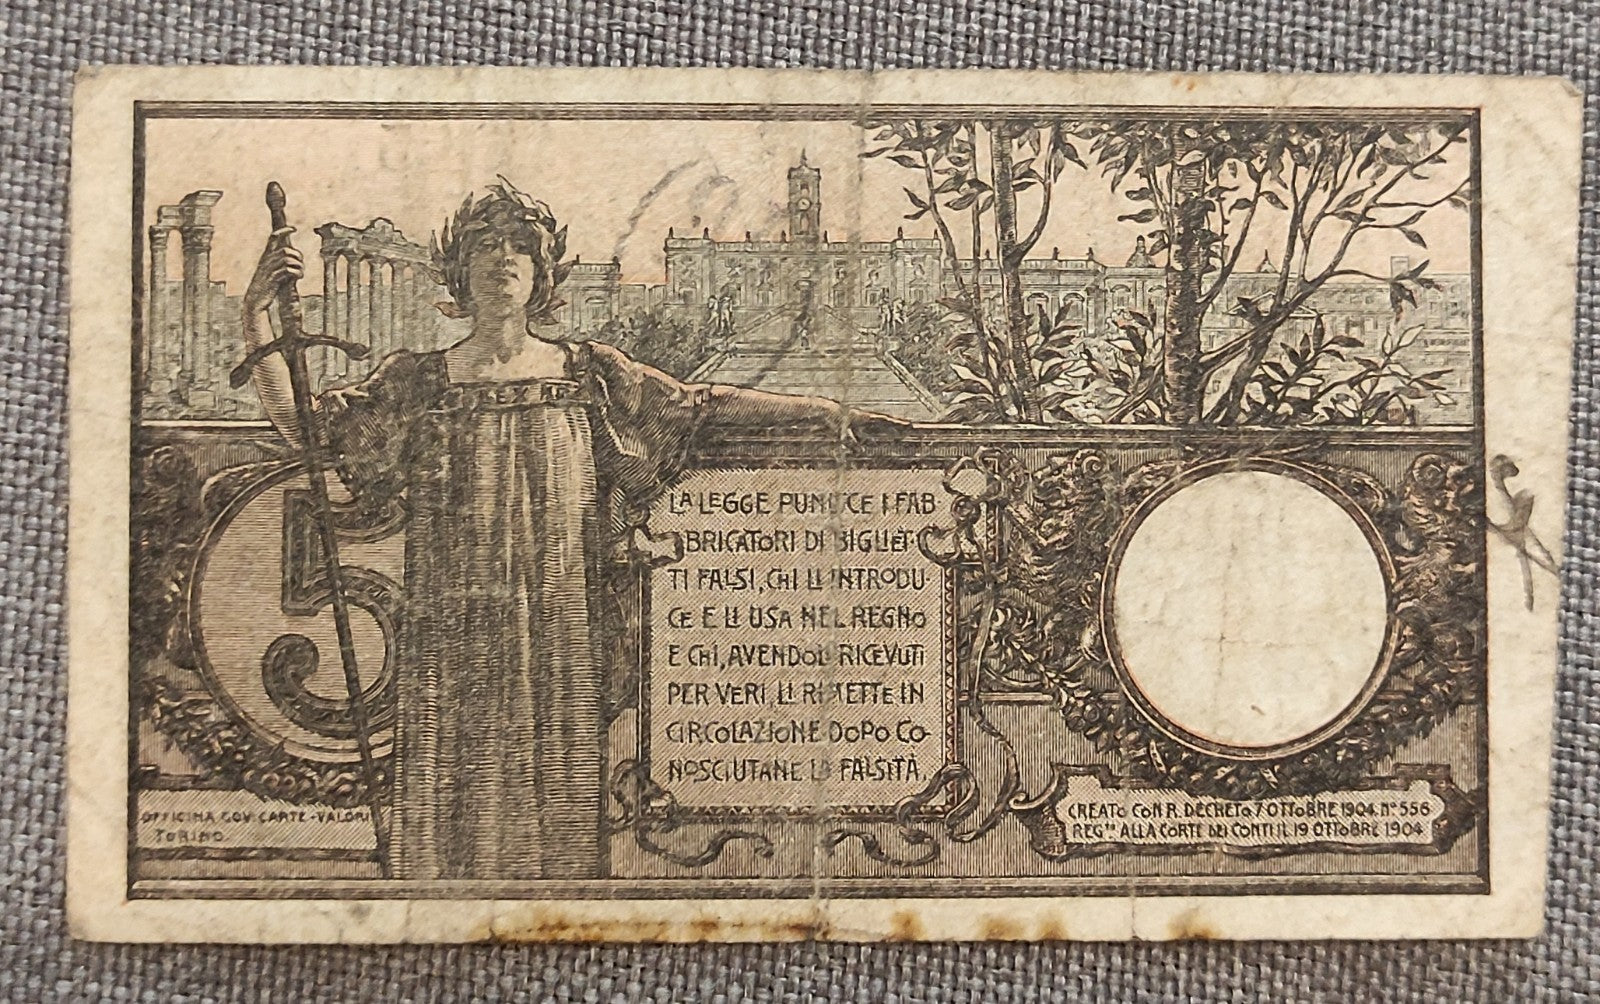 5
LA LEGGE PUNISCE I FAB-
BRICATORI DI BIGLIET-
TI FALSI, CHI LI INTRODU-
CE E LI USA NEL REGNO
E CHI, AVENDOLI RICEVUTI
PER VERI, LI RIMETTE IN
CIRCOLAZIONE DOPO CO-
NOSCIUTANE LA FALSITÀ.
OFFICINA GOV. CARTE-VALORI
TORINO.
CREATO CON R. DECRETO 7 OTTOBRE 1904. N° 556
REG.TO ALLA CORTE DEI CONTI IL 19 OTTOBRE 1904